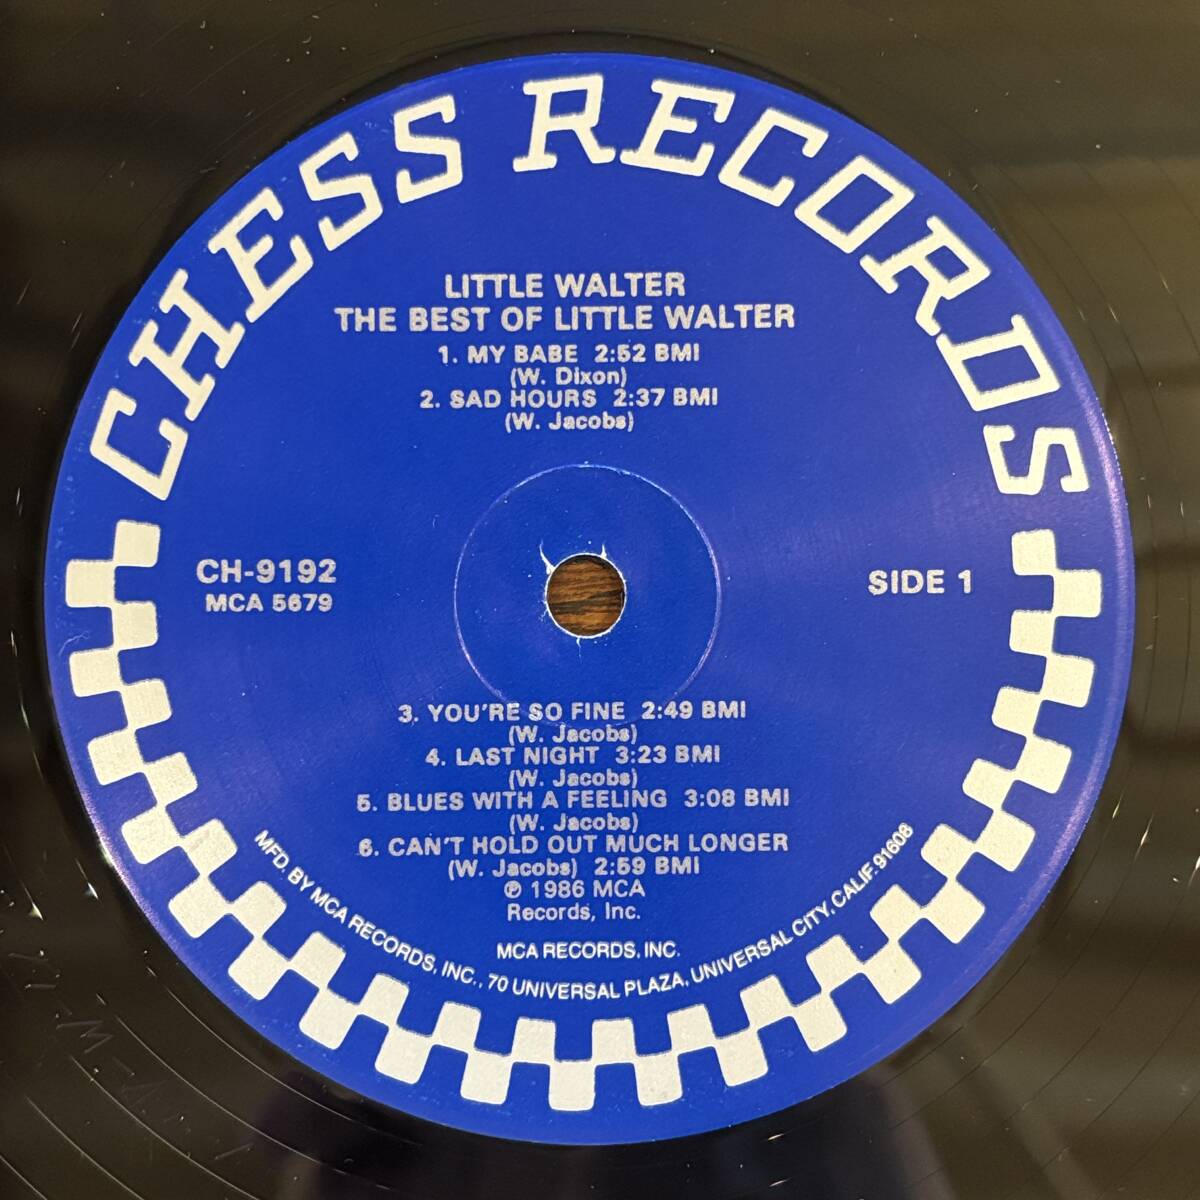 CHESS RECORDS
LITTLE WALTER
THE BEST OF LITTLE WALTER
1. MY BABE 2:52 BMI
(W. Dixon)
2. SAD HOURS 2:37 BMI
(W. Jacobs)
CH-9192
MCA 5679
SIDE 1
3. YOU'RE SO FINE 2:49 BMI
(W. Jacobs)
4. LAST NIGHT 3:23 BMI
(W. Jacobs)
5. BLUES WITH A FEELING 3:08 BMI
(W. Jacobs)
6. CAN'T HOLD OUT MUCH LONGER
(W. Jacobs) 2:59 BMI
℗ 1986 MCA
Records, Inc.
MCA RECORDS, INC.
MFD. BY MCA RECORDS, INC., 70 UNIVERSAL PLAZA, UNIVERSAL CITY, CALIF. 91608